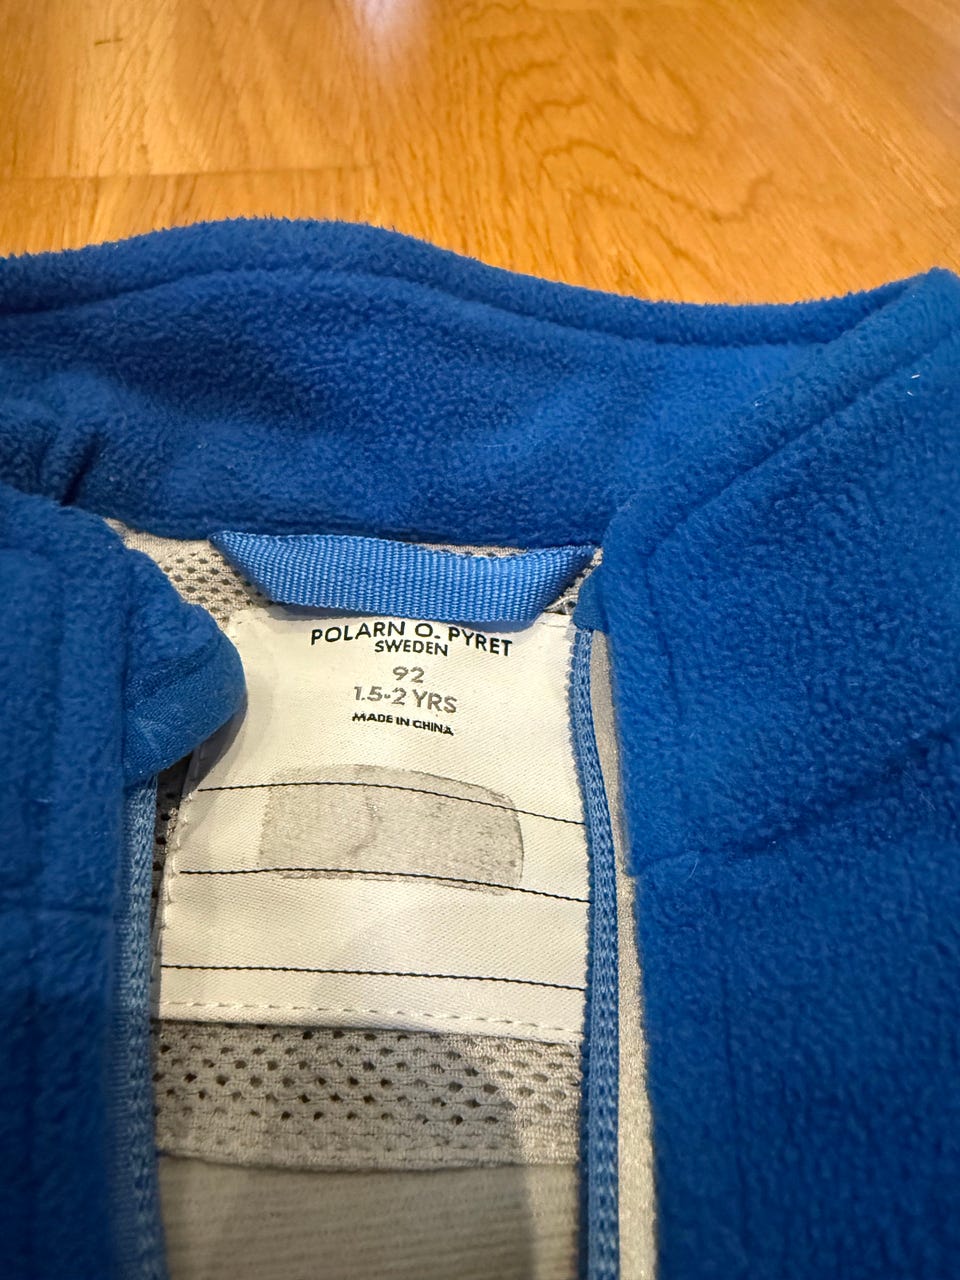 POLARN O. PYRET
SWEDEN
92
1.5-2 YRS
MADE IN CHINA